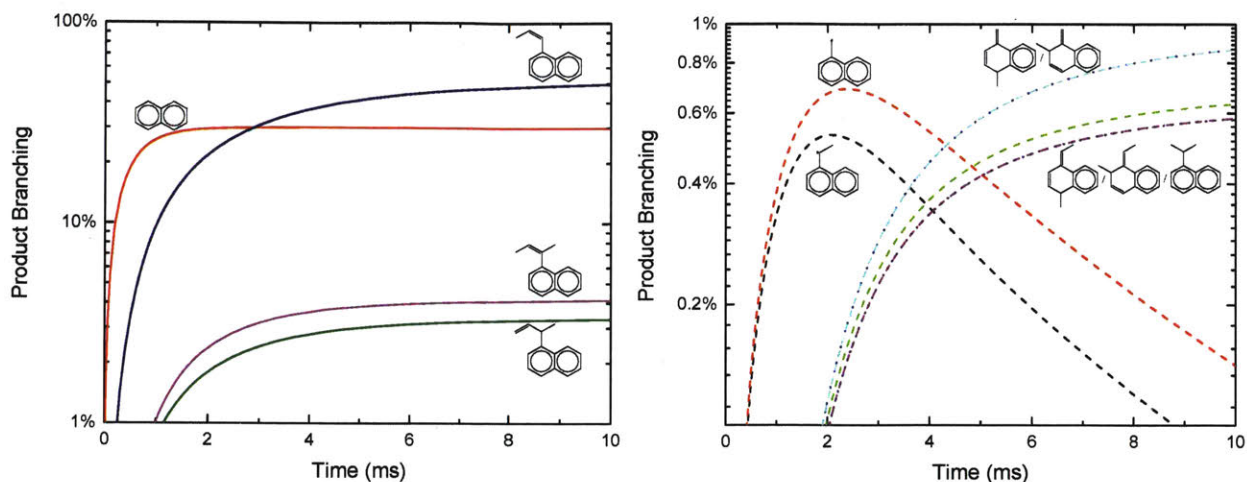 100%
10%
1%
Product Branching
0 2 4 6 8 10
Time (ms)
1%
0.8%
0.6%
0.4%
0.2%
Product Branching
/
/ /
0 2 4 6 8 10
Time (ms)